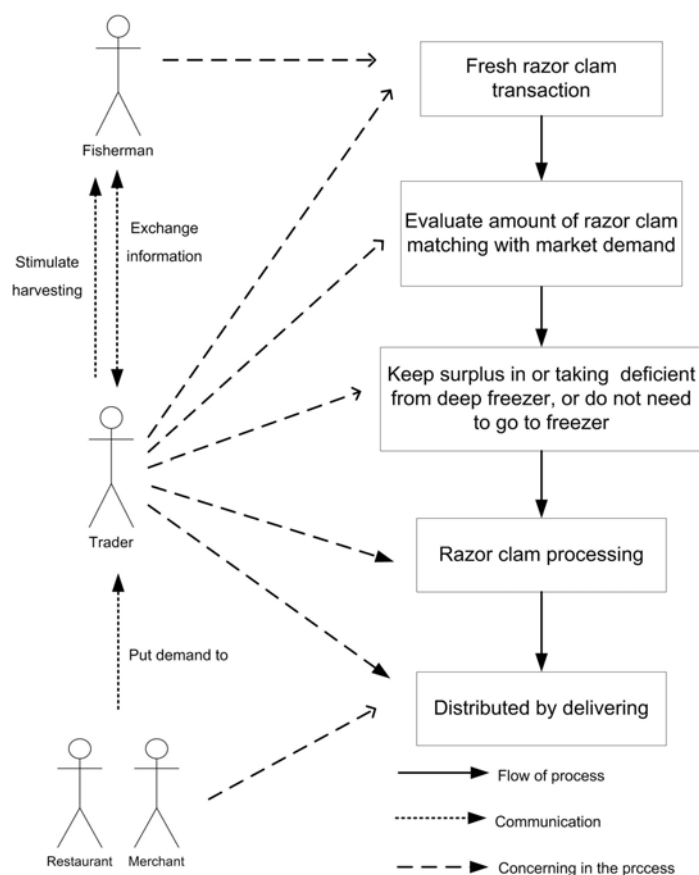 Fresh razor clam
transaction
Fisherman
Exchange
information
Stimulate
harvesting
Evaluate amount of razor clam
matching with market demand
Keep surplus in or taking deficient
from deep freezer, or do not need
to go to freezer
Trader
Razor clam processing
Put demand to
Distributed by delivering
Restaurant Merchant
Flow of process
Communication
Concerning in the prccess